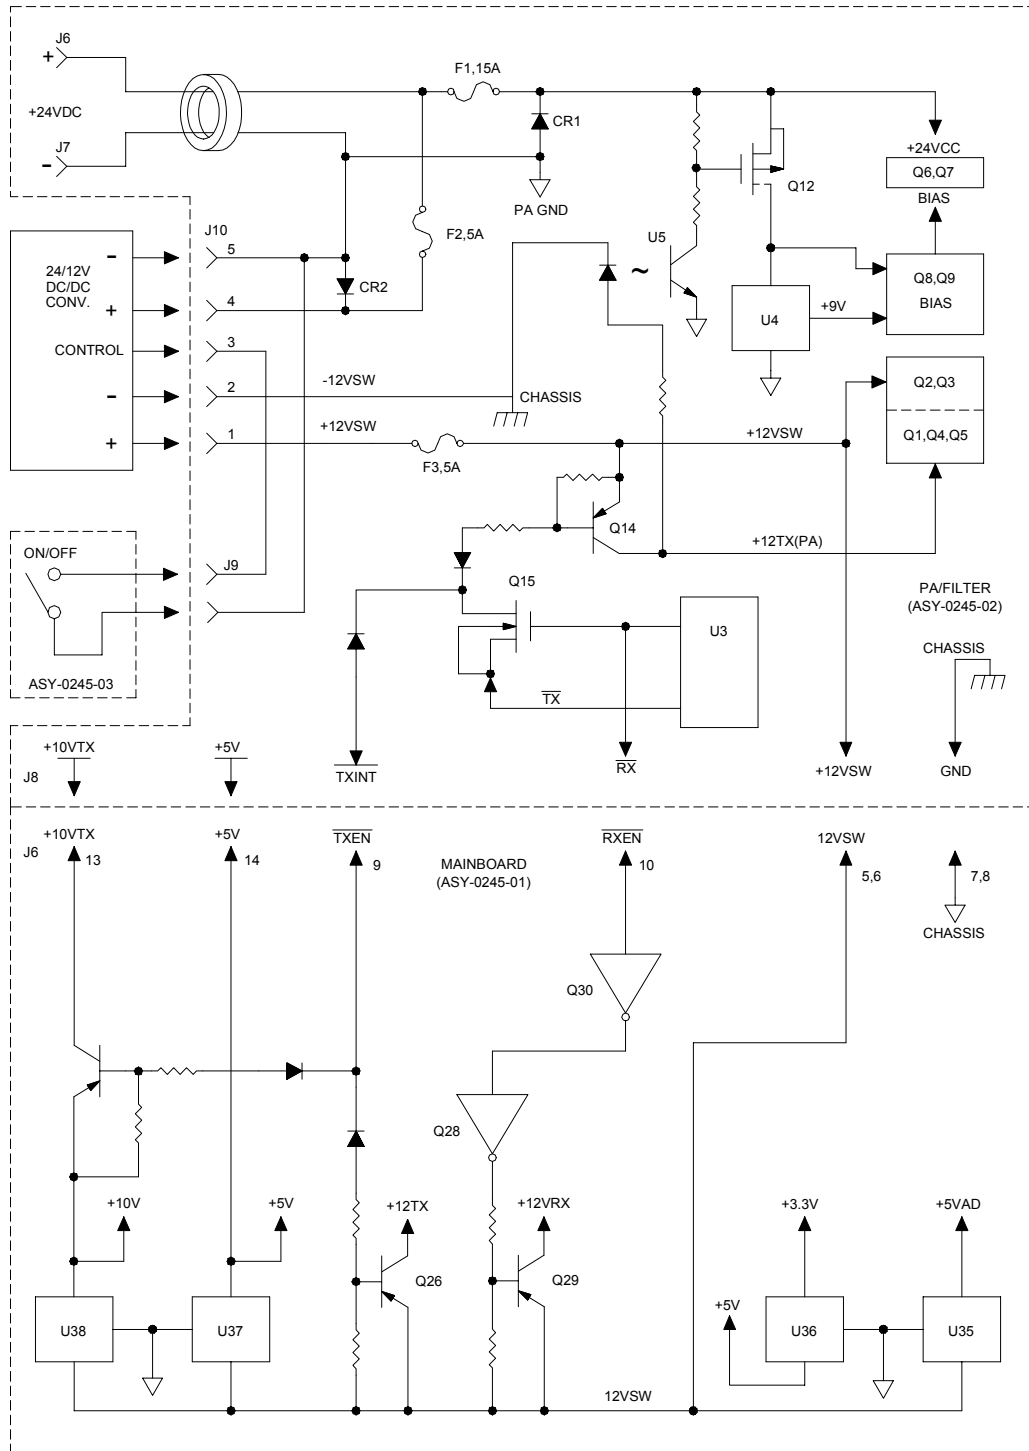 J6
+
F1,15A
+24VDC
CR1
J7
-
+24VCC
Q6,Q7
BIAS
Q12
PA GND
J10
F2,5A
U5
~
-
5
24/12V
DC/DC
CONV.
CR2
Q8,Q9
BIAS
+
4
U4
+9V
CONTROL
3
-
2
-12VSW
CHASSIS
Q2,Q3
+
1
+12VSW
+12VSW
Q1,Q4,Q5
F3,5A
Q14
ON/OFF
+12TX(PA)
J9
Q15
PA/FILTER
(ASY-0245-02)
U3
CHASSIS
ASY-0245-03
TX
+10VTX
+5V
J8
TXINT
RX
+12VSW
GND
+10VTX
+5V
TXEN
RXEN
12VSW
J6
13
14
9
MAINBOARD
(ASY-0245-01)
10
5,6
7,8
CHASSIS
Q30
Q28
+10V
+5V
+12TX
+12VRX
+3.3V
+5VAD
Q26
Q29
+5V
U38
U37
U36
U35
12VSW